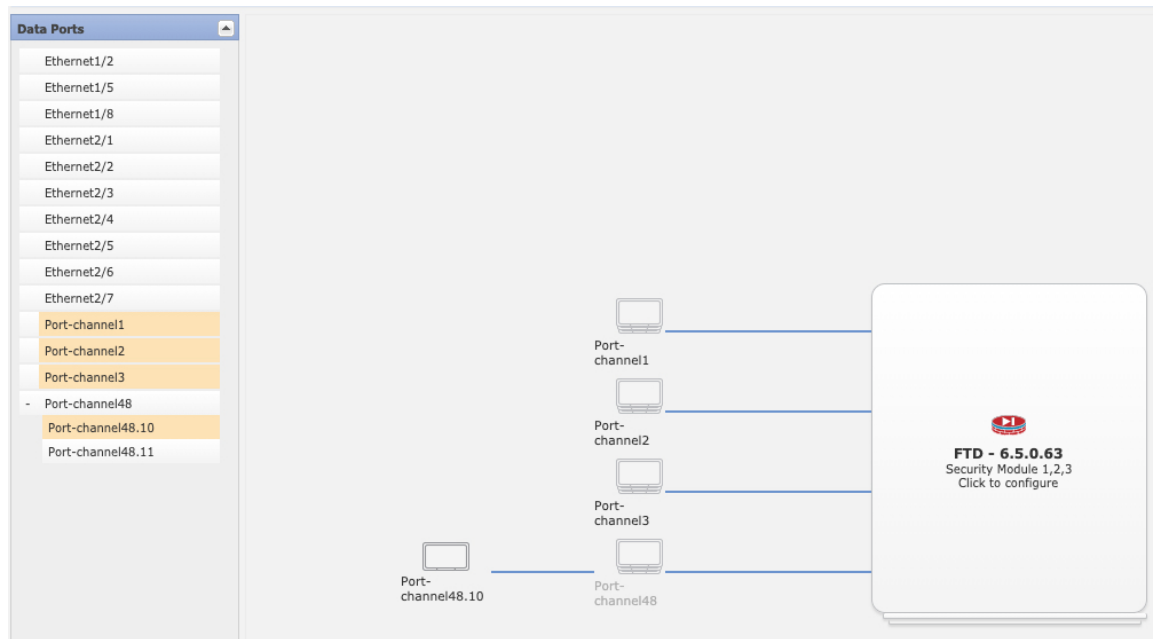 Data Ports
Ethernet1/2
Ethernet1/5
Ethernet1/8
Ethernet2/1
Ethernet2/2
Ethernet2/3
Ethernet2/4
Ethernet2/5
Ethernet2/6
Ethernet2/7
Port-channel1
Port-channel2
Port-channel3
- Port-channel48
Port-channel48.10
Port-channel48.11
Port-
channel1
Port-
channel2
Port-
channel3
Port-
channel48.10
Port-
channel48
FTD - 6.5.0.63
Security Module 1,2,3
Click to configure